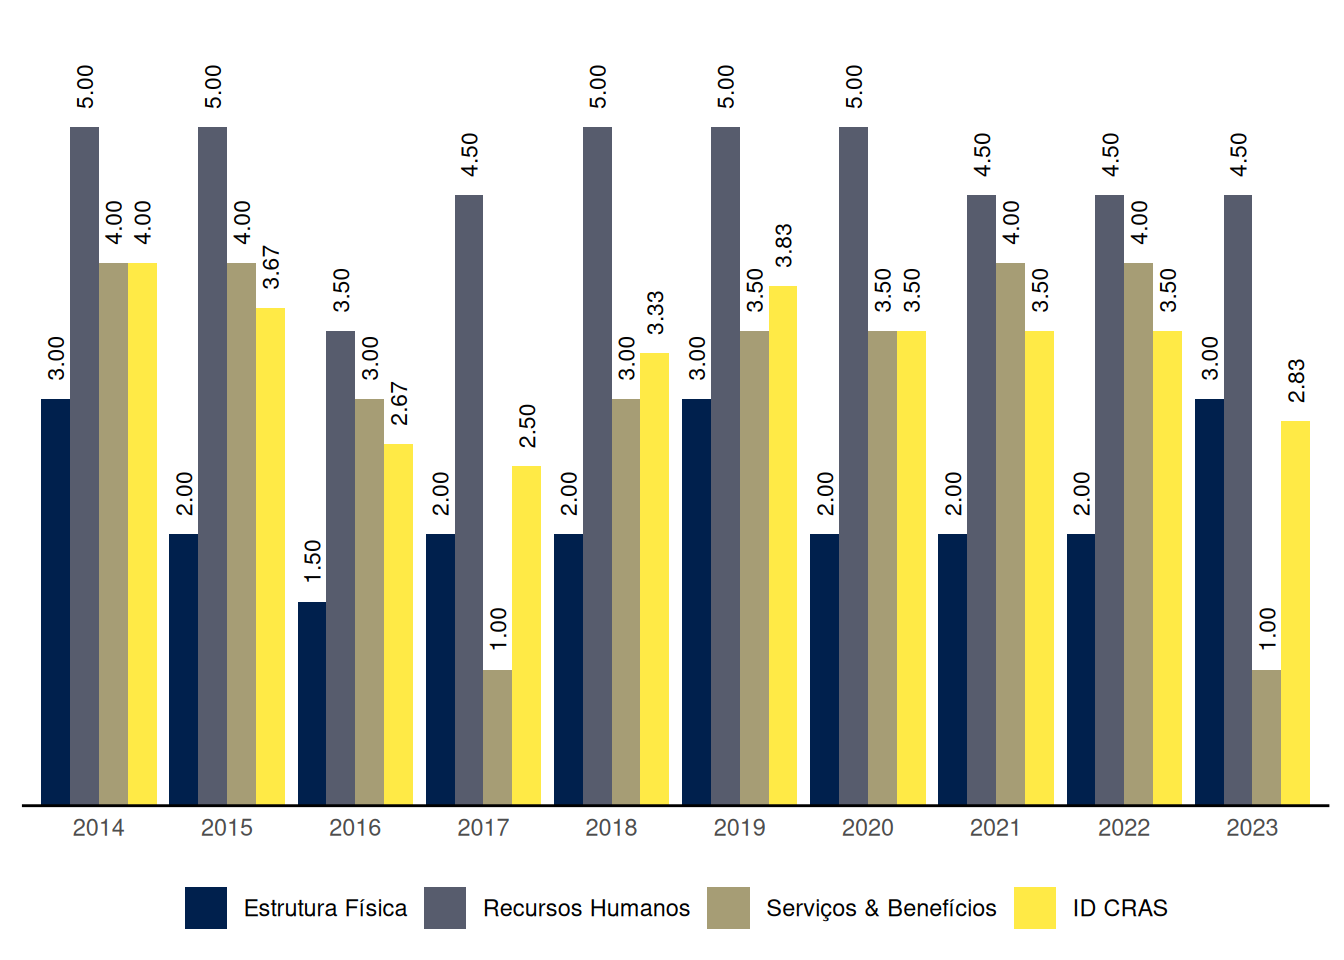 5.00 5.00 5.00 5.00 5.00
4.50 4.50 4.50 4.50
4.00 4.00 4.00 4.00 4.00
3.67 3.50 3.50 3.83 3.50 3.50 3.50 3.50
3.00 3.00 3.33 3.00 3.00 3.00
2.67 2.50 2.83
2.00 2.00 2.00 2.00 2.00 2.00
1.50
1.00 1.00
2014 2015 2016 2017 2018 2019 2020 2021 2022 2023
Estrutura Física Recursos Humanos Serviços & Benefícios ID CRAS